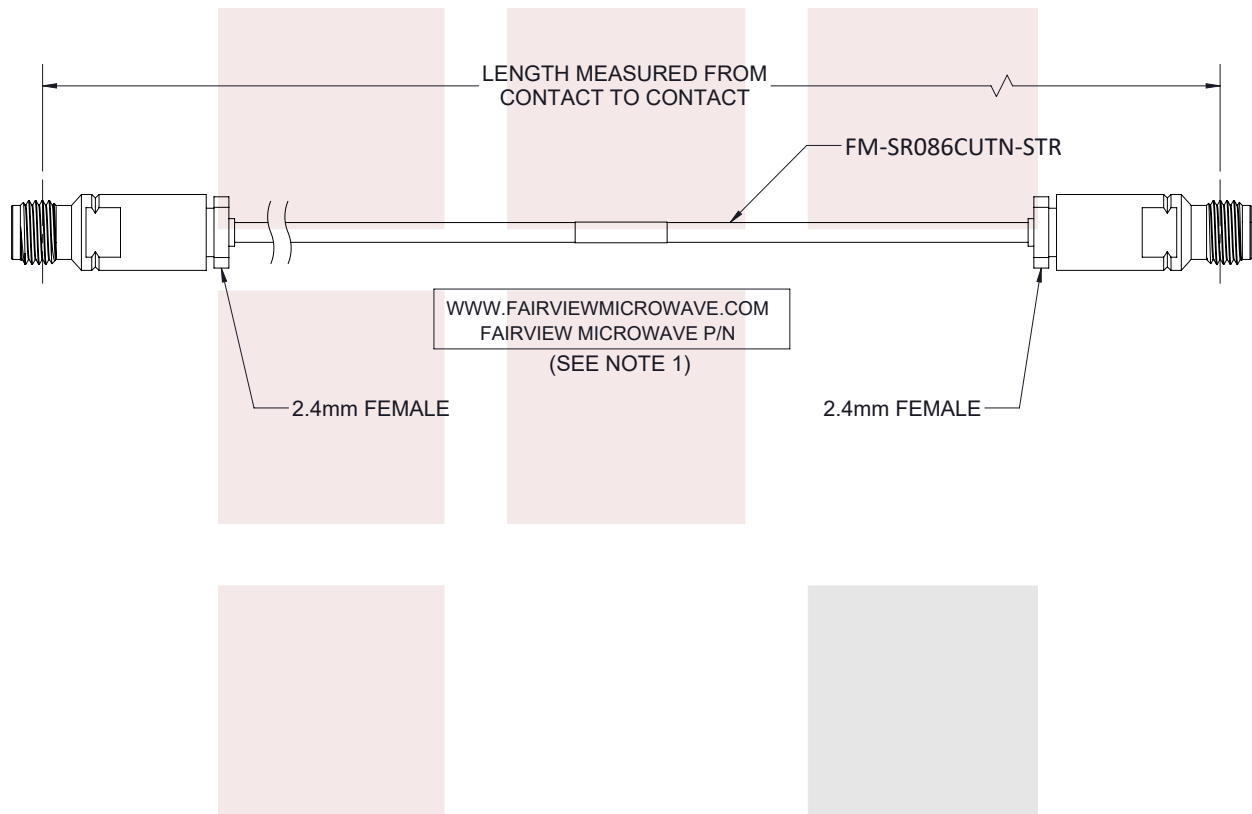 LENGTH MEASURED FROM
CONTACT TO CONTACT
FM-SR086CUTN-STR
WWW.FAIRVIEWMICROWAVE.COM
FAIRVIEW MICROWAVE P/N
(SEE NOTE 1)
2.4mm FEMALE
2.4mm FEMALE